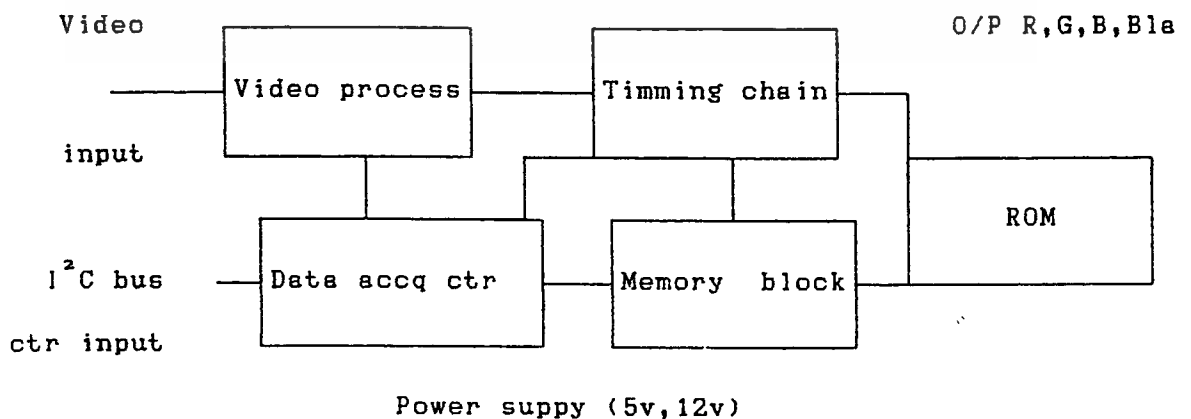 Video
O/P R,G,B,Bla
Video process
Timming chain
input
ROM
I²C bus
Data accq ctr
Memory block
ctr input
Power suppy (5v,12v)